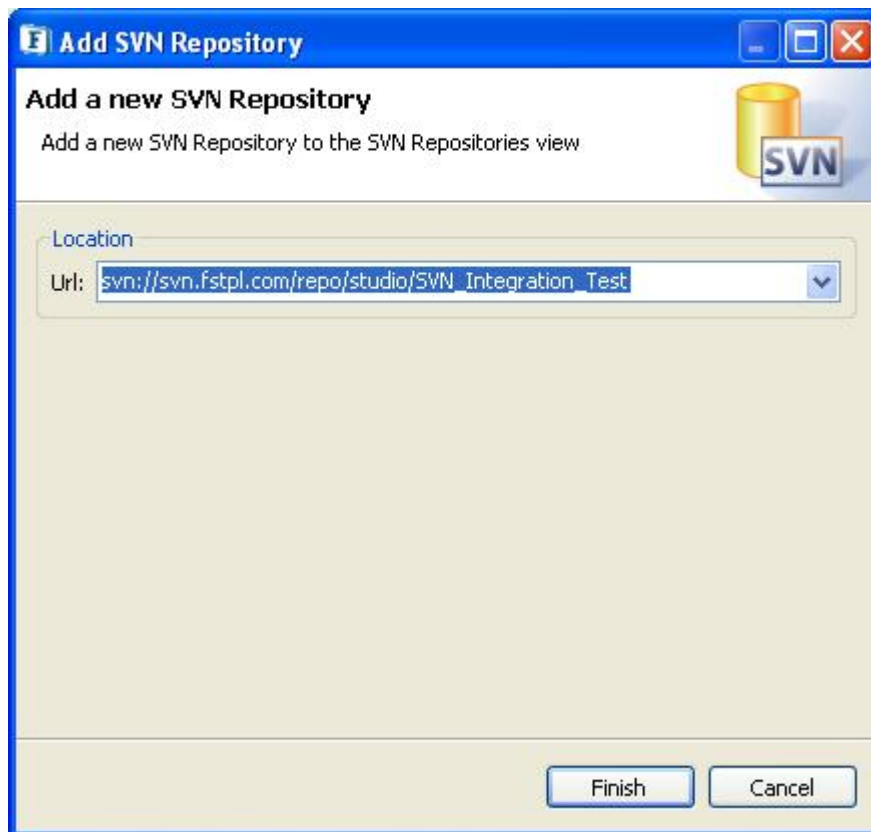 F Add SVN Repository
Add a new SVN Repository
Add a new SVN Repository to the SVN Repositories view
SVN
Location
Url: svn://svn.fstpl.com/repo/studio/SVN_Integration_Test
Finish Cancel